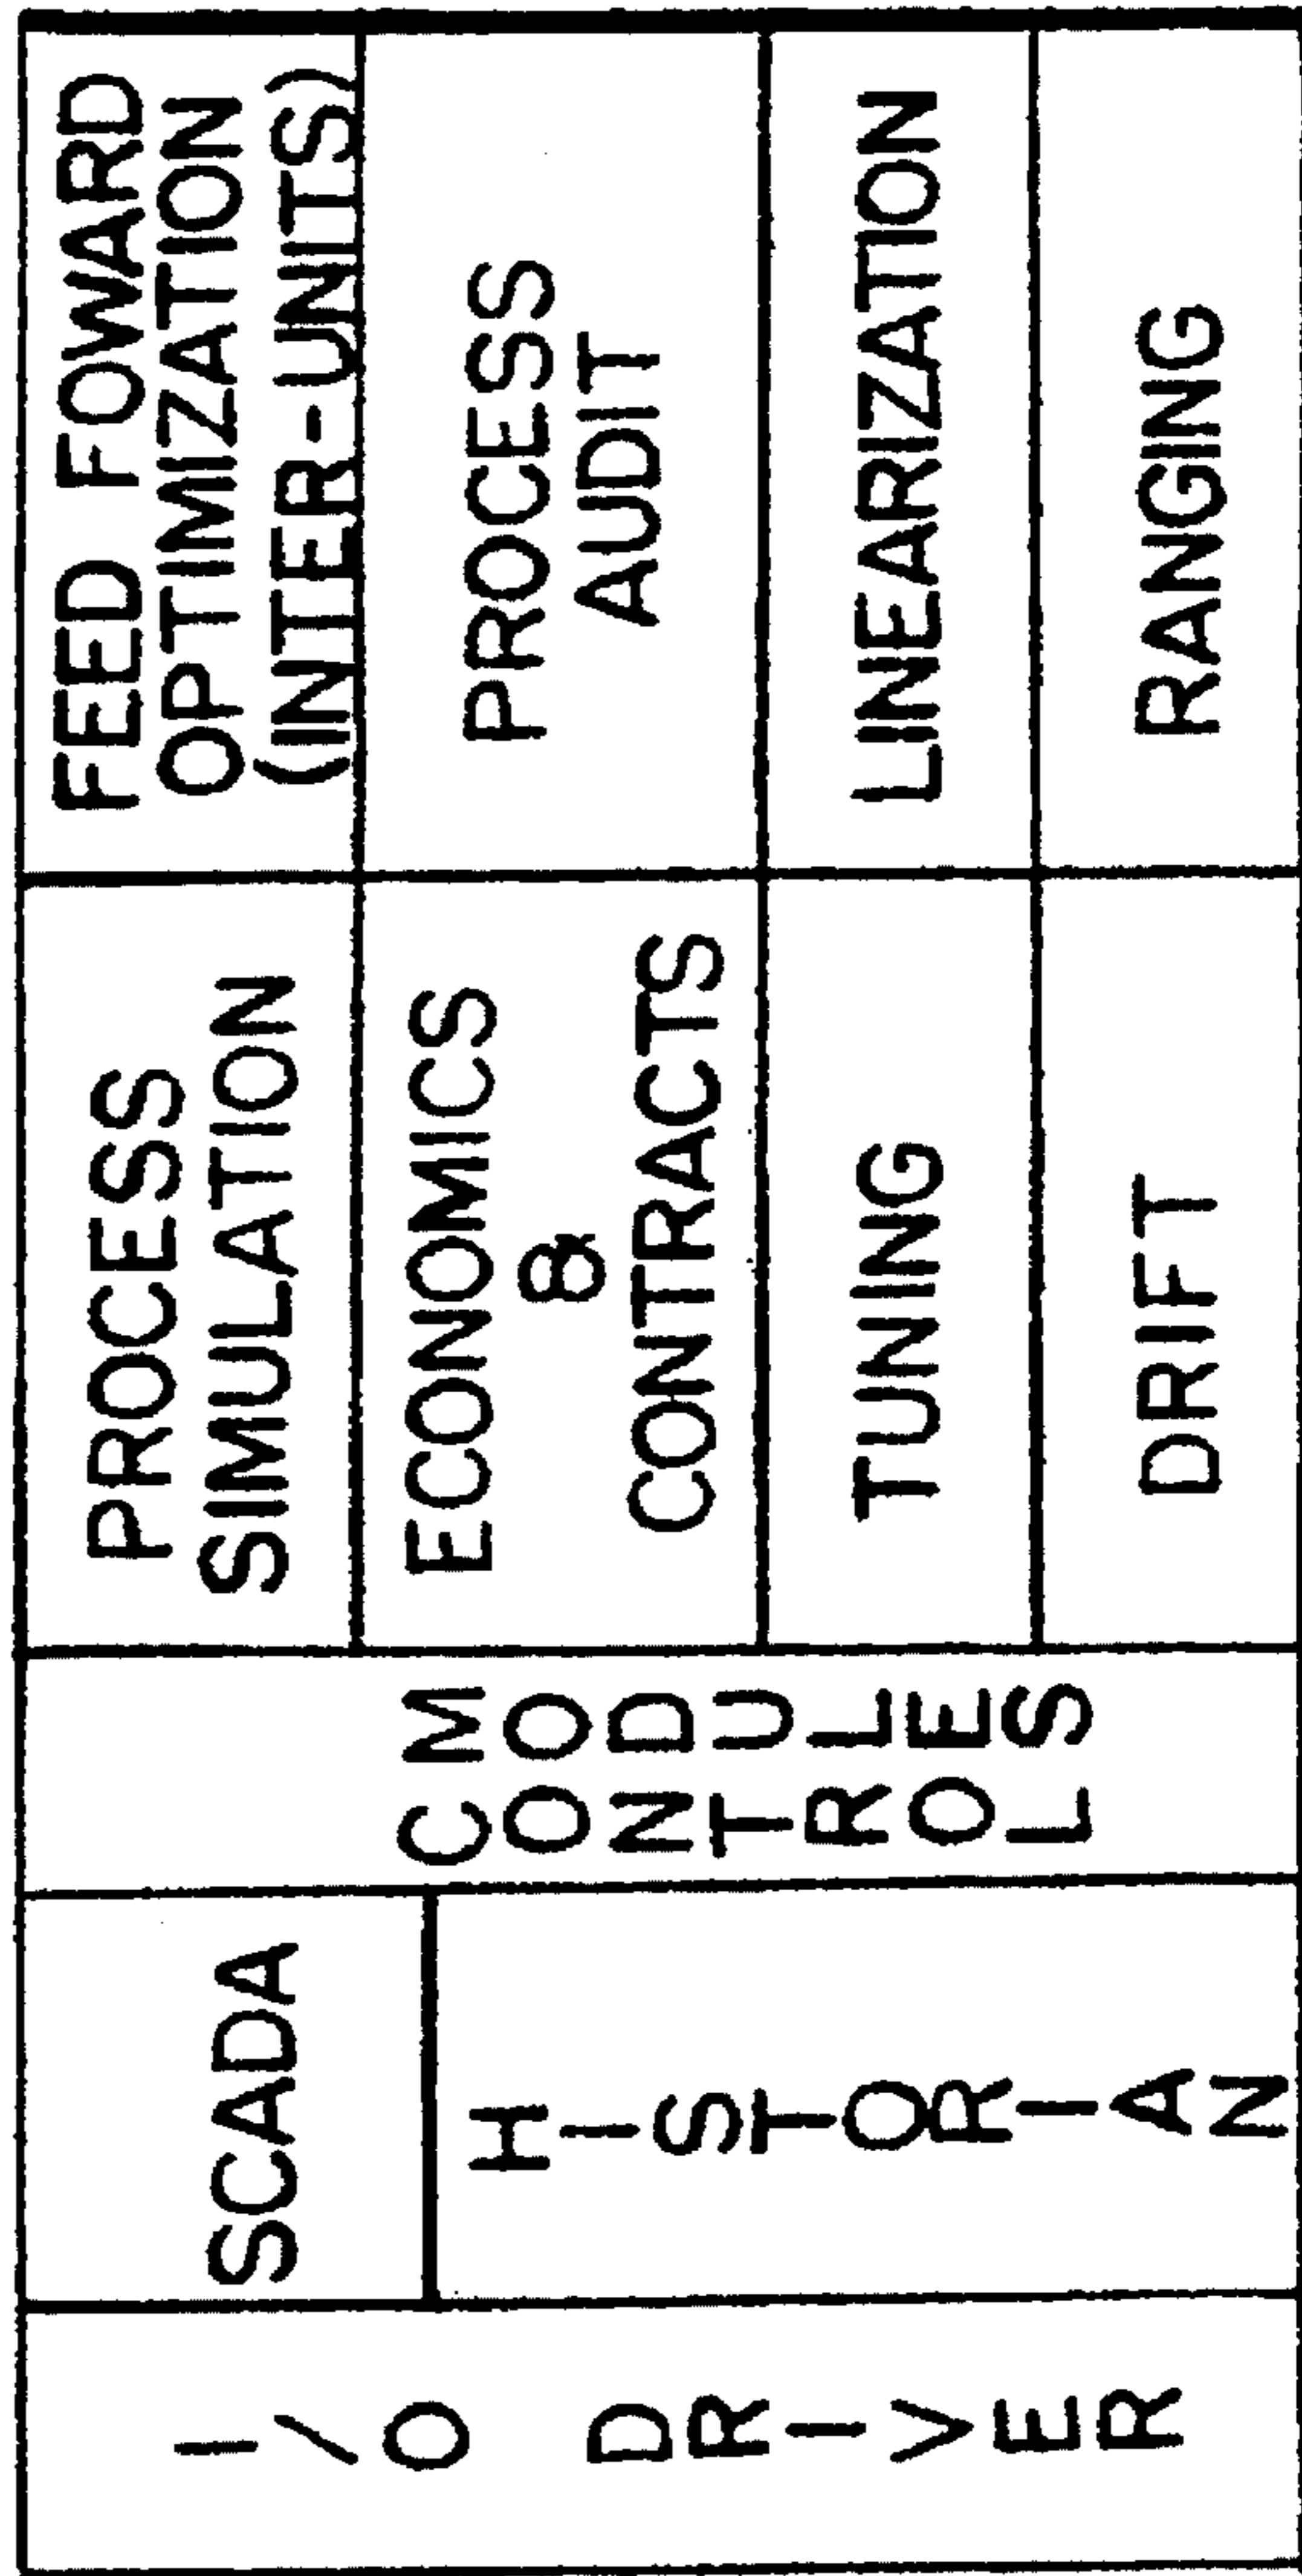 I/O DRIVER
SCADA
HISTORIAN
CONTROLS
MODULES
PROCESS
SIMULATION
FEED FOWARD
OPTIMIZATION
(INTER-UNITS)
ECONOMICS
&
CONTRACTS
PROCESS
AUDIT
TUNING
LINEARIZATION
DRIFT
RANGING